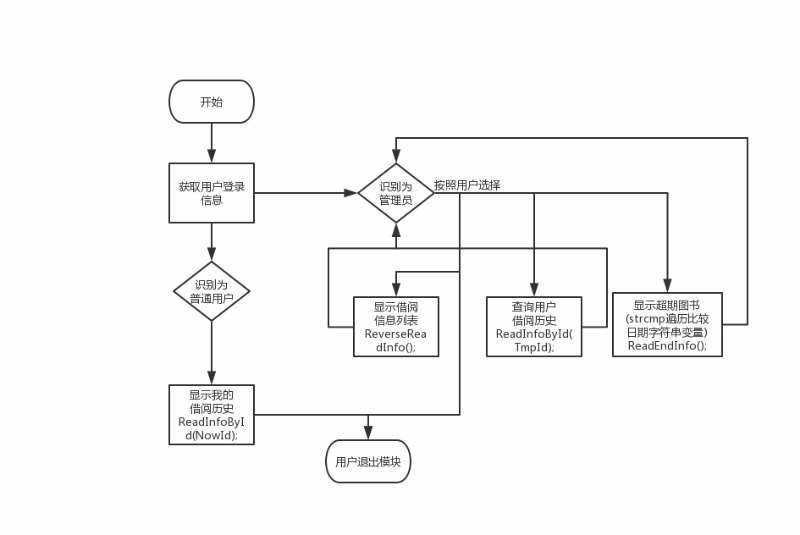 开始
获取用户登录
信息
识别为
管理员
按照用户选择
识别为
普通用户
显示借阅
信息列表
ReverseRea
dInfo();
查询用户
借阅历史
ReadInfoById(
TmpId);
显示超期图书
(strcmp遍历比较
日期字符串变量)
ReadEndInfo();
显示我的
借阅历史
ReadInfoByI
d(NowId);
用户退出模块